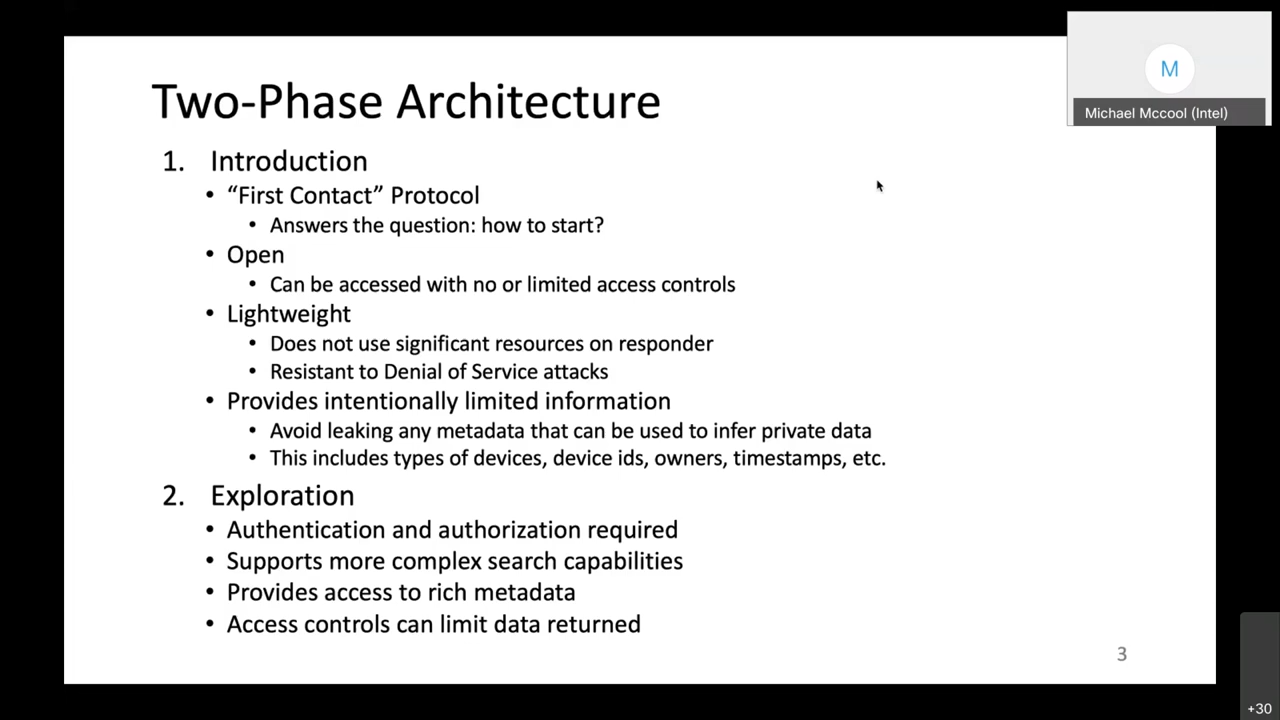 Two-Phase Architecture
1. Introduction
• “First Contact” Protocol
• Answers the question: how to start?
• Open
• Can be accessed with no or limited access controls
• Lightweight
• Does not use significant resources on responder
• Resistant to Denial of Service attacks
• Provides intentionally limited information
• Avoid leaking any metadata that can be used to infer private data
• This includes types of devices, device ids, owners, timestamps, etc.
2. Exploration
• Authentication and authorization required
• Supports more complex search capabilities
• Provides access to rich metadata
• Access controls can limit data returned
3
M
Michael Mccool (Intel)
+30